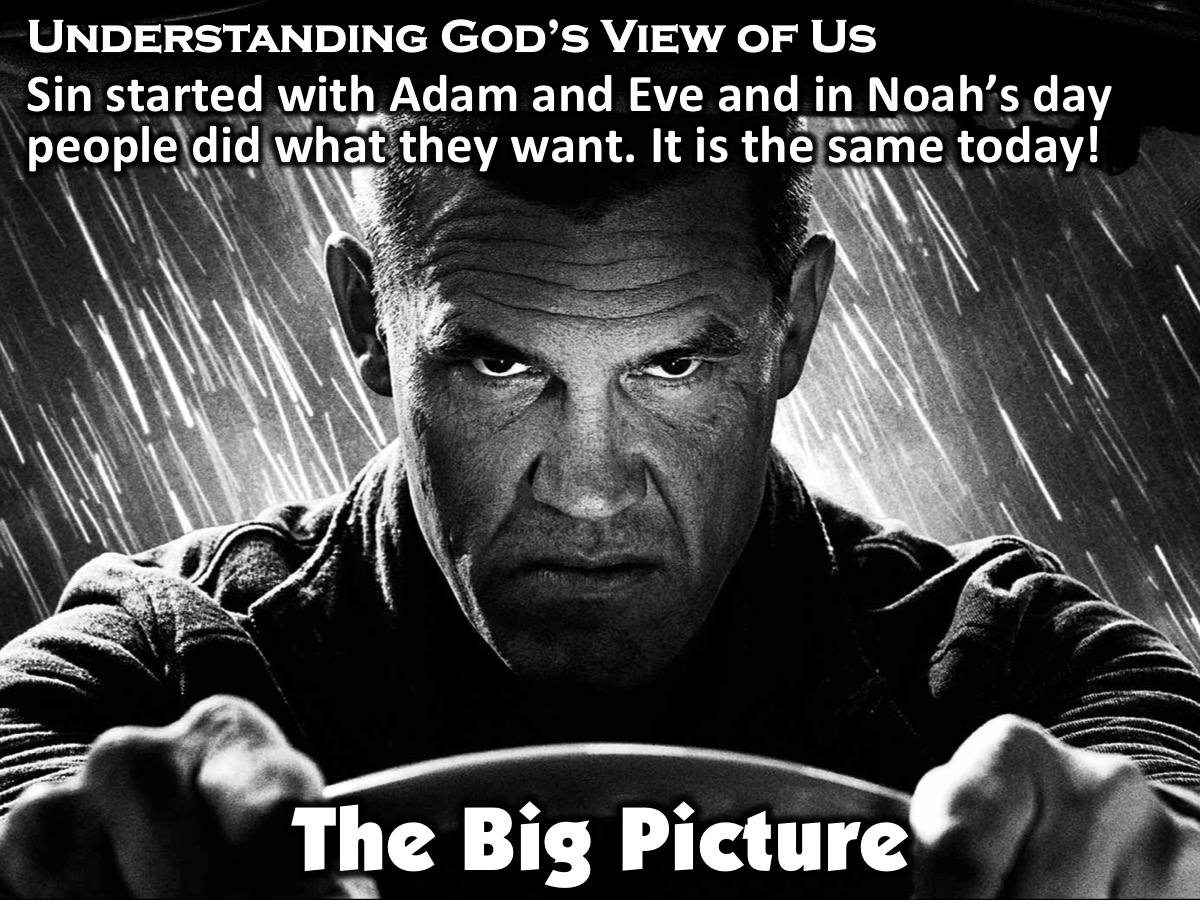 Understanding God’s View of Us
Sin started with Adam and Eve and in Noah’s day
people did what they want. It is the same today!
The Big Picture